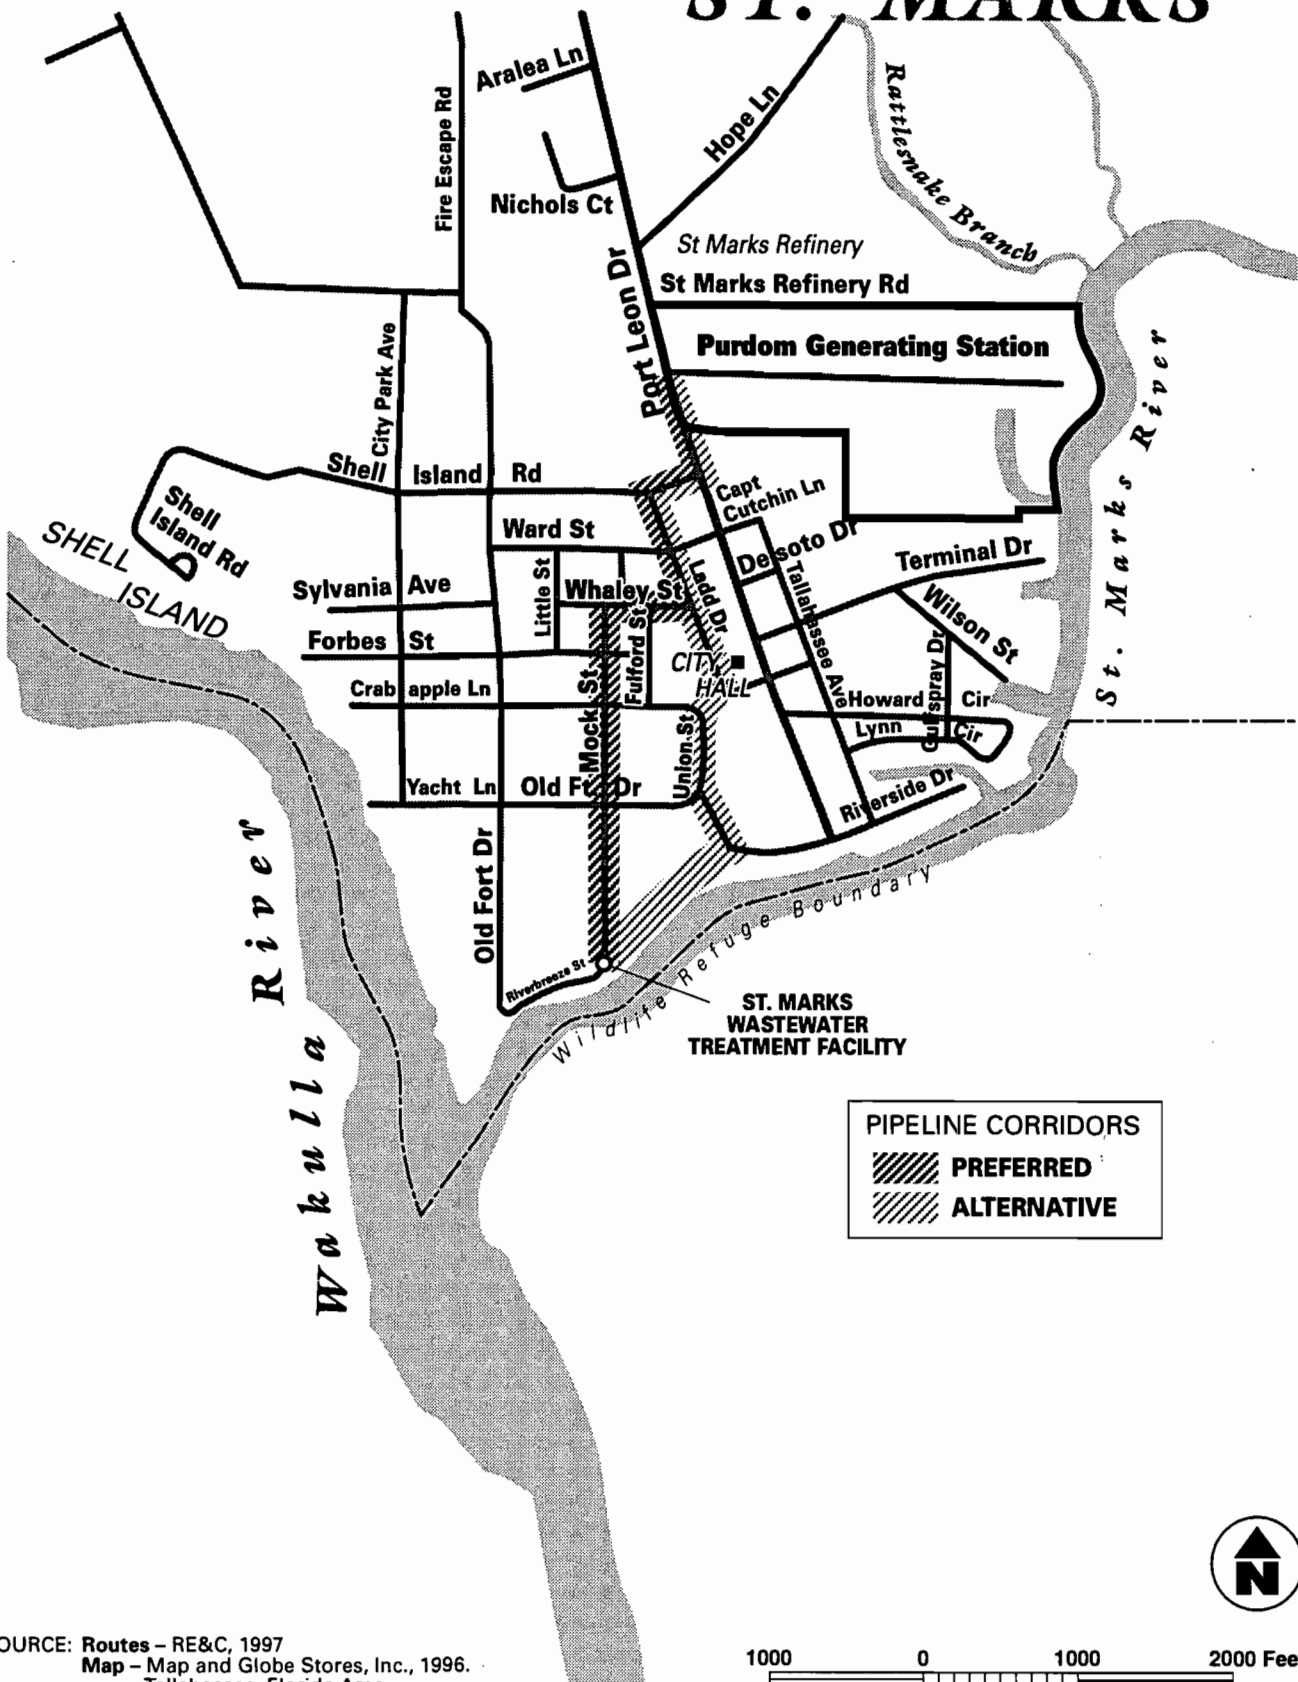 ST. MARKS
Aralea Ln
Fire Escape Rd
Hope Ln
Rattlesnake Branch
Nichols Ct
St Marks Refinery
St Marks Refinery Rd
Port Leon Dr
Purdom Generating Station
City Park Ave
St. Marks River
Shell Island Rd
Shell
Island Rd
Capt
Cutchin Ln
Ward St
Desoto Dr
Terminal Dr
SHELL
ISLAND
Sylvania Ave
Little St
Whaley St
Ladd Dr
Tallahassee Ave
Wilson St
Forbes St
Fulford St
CITY
HALL
Crabapple Ln
Mock St
Union St
Howard Cir
Gulfspray Dr
Lynn Cir
Yacht Ln
Old Ft Dr
Riverside Dr
Old Fort Dr
Wakulla River
Riverbreeze St
Wildlife Refuge Boundary
ST. MARKS
WASTEWATER
TREATMENT FACILITY
PIPELINE CORRIDORS
PREFERRED
ALTERNATIVE
N
OURCE: Routes – RE&C, 1997
Map – Map and Globe Stores, Inc., 1996.
1000 0 1000 2000 Fee